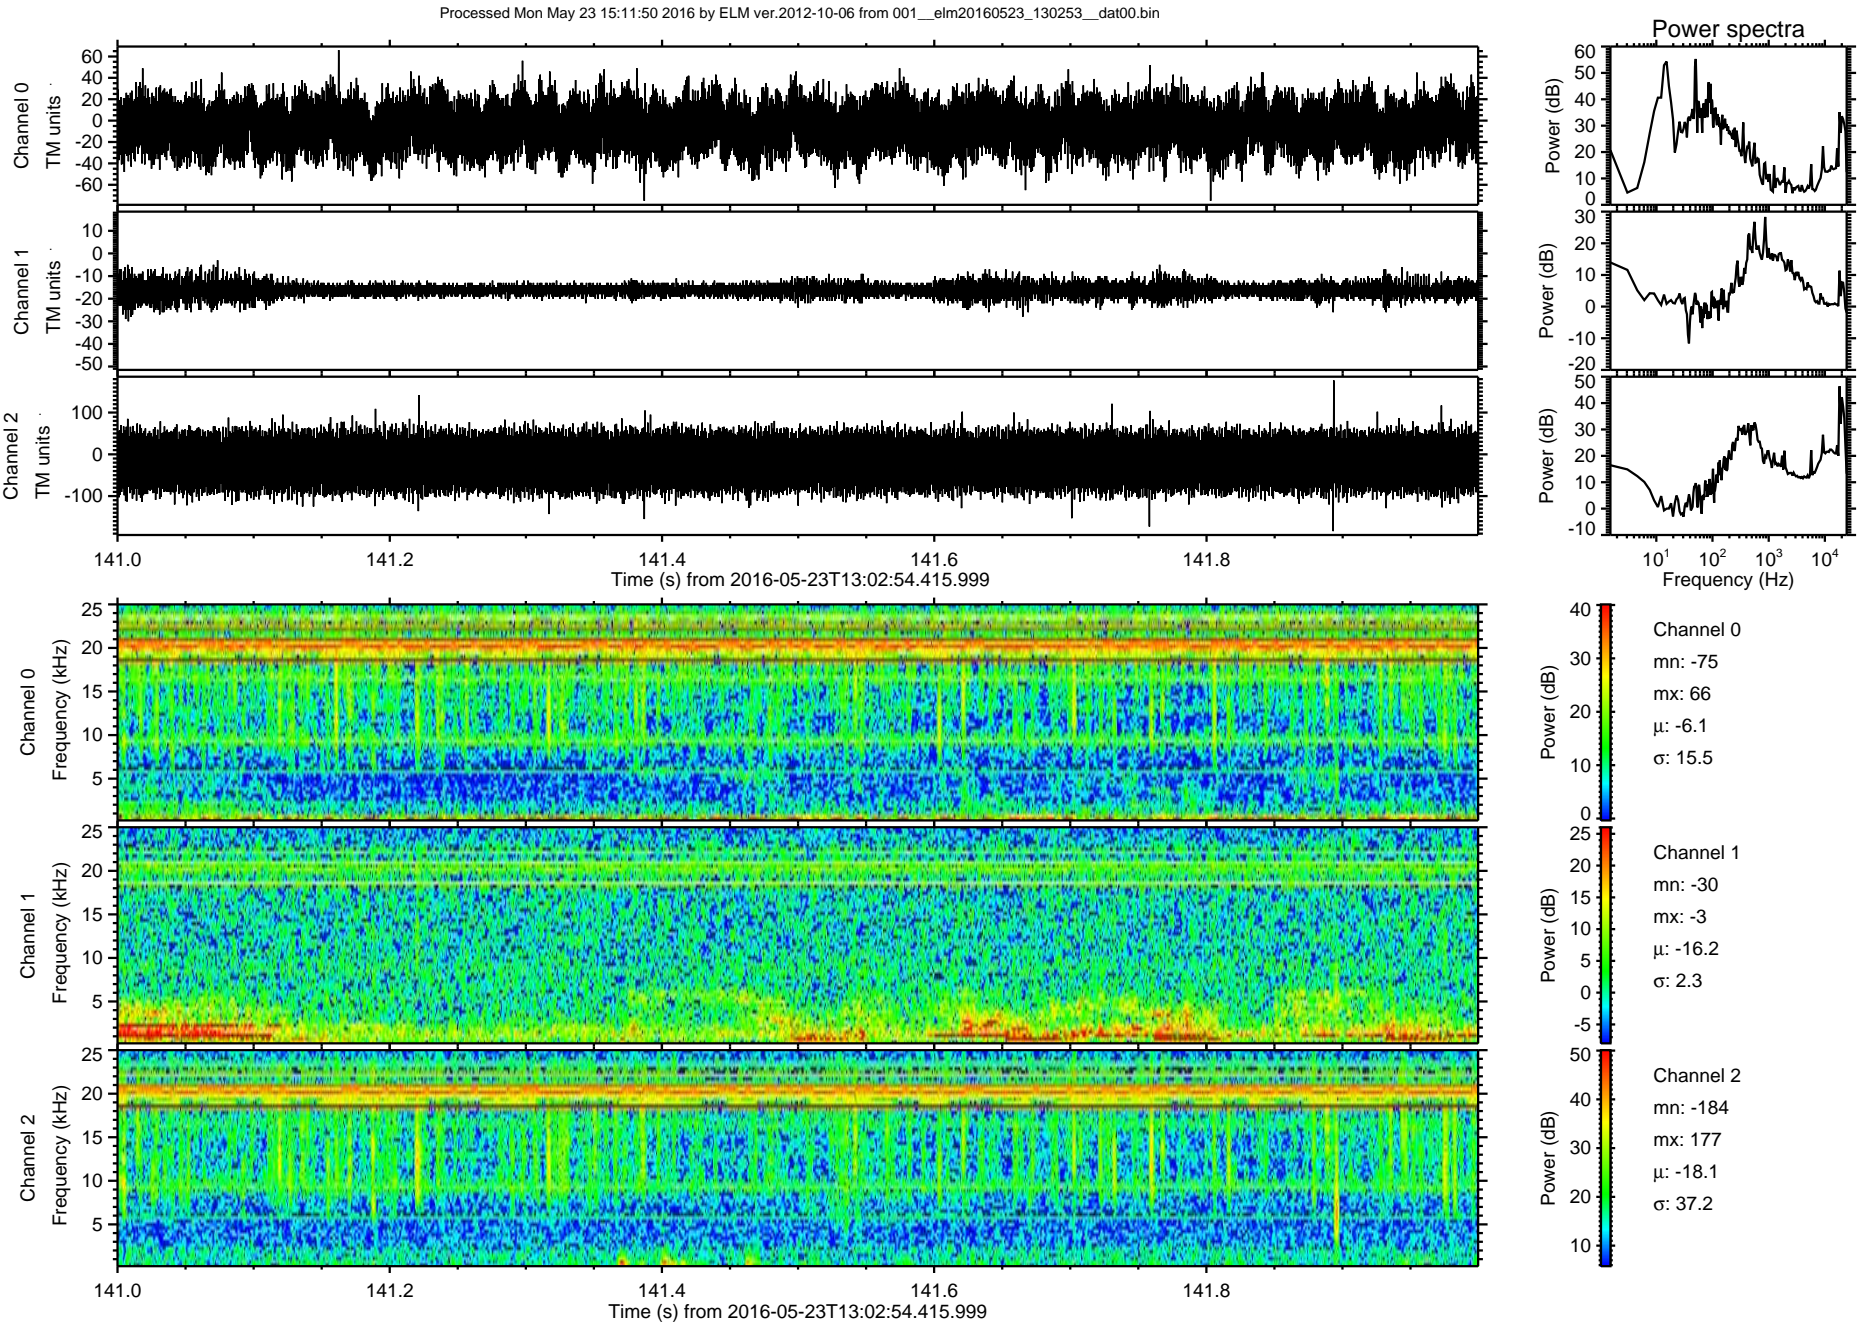 Processed Mon May 23 15:11:50 2016 by ELM ver.2012-10-06 from 001__elm20160523_130253__dat00.bin
Power spectra
Channel 0
TM units
60
40
20
0
-20
-40
-60
Power (dB)
60
50
40
30
20
10
0
Channel 1
TM units
10
0
-10
-20
-30
-40
-50
Power (dB)
30
20
10
0
-10
-20
Channel 2
TM units
100
0
-100
Power (dB)
50
40
30
20
10
0
-10
141.0 141.2 141.4 141.6 141.8
Time (s) from 2016-05-23T13:02:54.415.999
10¹ 10² 10³ 10⁴
Frequency (Hz)
Channel 0
Frequency (kHz)
25
20
15
10
5
Power (dB)
40
30
20
10
0
Channel 0
mn: -75
mx: 66
μ: -6.1
σ: 15.5
Channel 1
Frequency (kHz)
25
20
15
10
5
Power (dB)
25
20
15
10
5
0
-5
Channel 1
mn: -30
mx: -3
μ: -16.2
σ: 2.3
Channel 2
Frequency (kHz)
25
20
15
10
5
Power (dB)
50
40
30
20
10
Channel 2
mn: -184
mx: 177
μ: -18.1
σ: 37.2
141.0 141.2 141.4 141.6 141.8
Time (s) from 2016-05-23T13:02:54.415.999